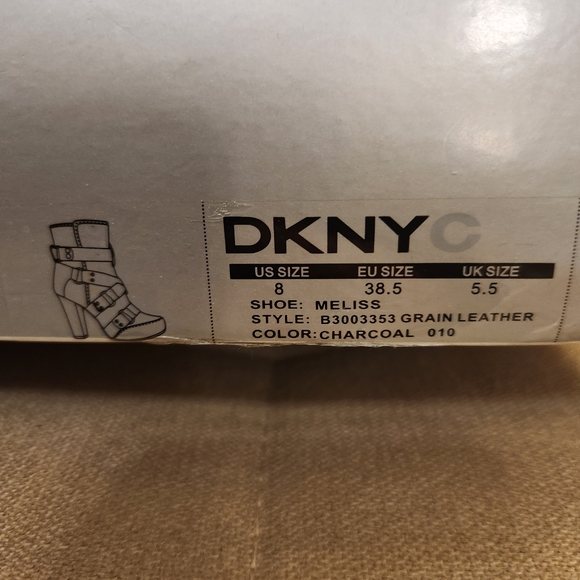 DKNYC
US SIZE EU SIZE UK SIZE
8 38.5 5.5
SHOE: MELISS
STYLE: B3003353 GRAIN LEATHER
COLOR: CHARCOAL 010